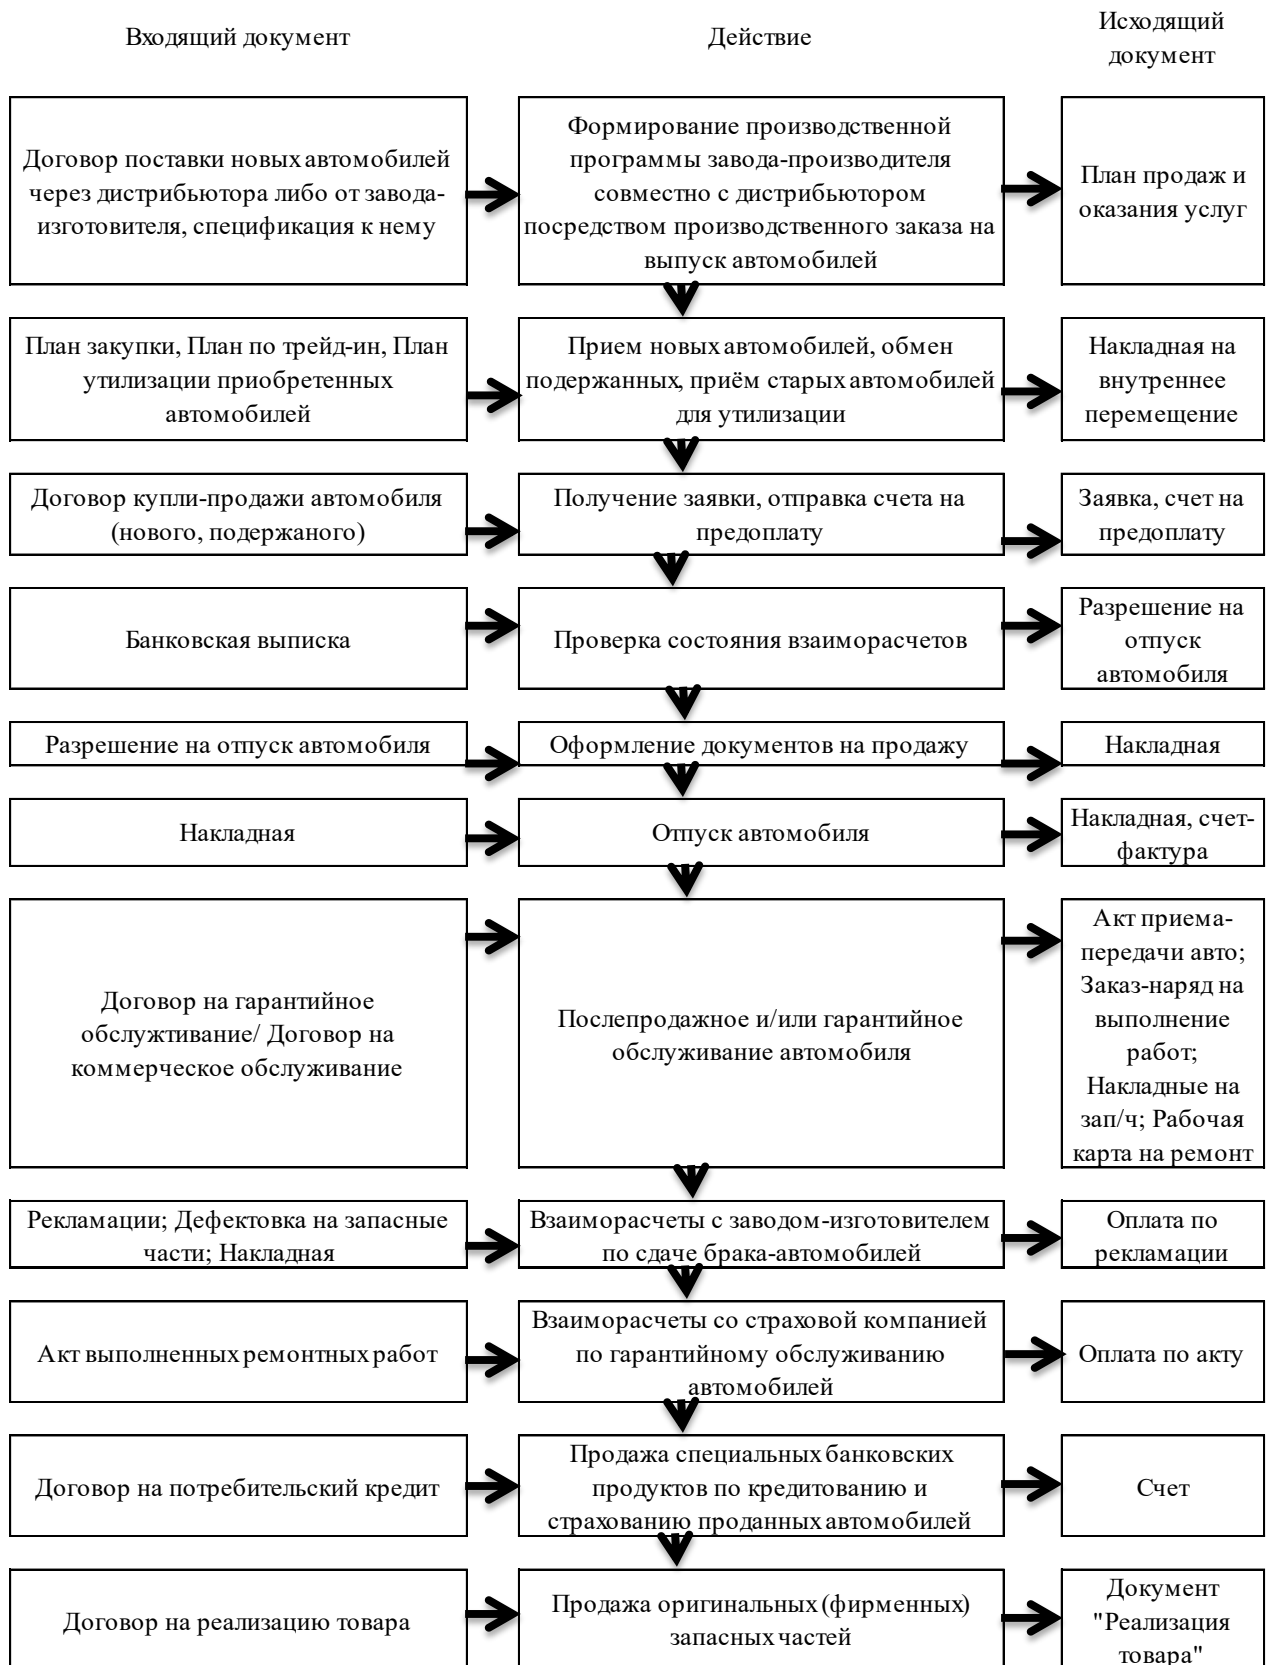 Входящий документ
Действие
Исходящий
документ
Договор поставки новых автомобилей
через дистрибьютора либо от завода-
изготовителя, спецификация к нему
Формирование производственной
программы завода-производителя
совместно с дистрибьютором
посредством производственного заказа на
выпуск автомобилей
План продаж и
оказания услуг
План закупки, План по трейд-ин, План
утилизации приобретенных
автомобилей
Прием новых автомобилей, обмен
подержанных, приём старых автомобилей
для утилизации
Накладная на
внутреннее
перемещение
Договор купли-продажи автомобиля
(нового, подержаного)
Получение заявки, отправка счета на
предоплату
Заявка, счет на
предоплату
Банковская выписка
Проверка состояния взаиморасчетов
Разрешение на
отпуск
автомобиля
Разрешение на отпуск автомобиля
Оформление документов на продажу
Накладная
Накладная
Отпуск автомобиля
Накладная, счет-
фактура
Договор на гарантийное
обслужтивание/ Договор на
коммерческое обслуживание
Послепродажное и/или гарантийное
обслуживание автомобиля
Акт приема-
передачи авто;
Заказ-наряд на
выполнение
работ;
Накладные на
зап/ч; Рабочая
карта на ремонт
Рекламации; Дефектовка на запасные
части; Накладная
Взаиморасчеты с заводом-изготовителем
по сдаче брака-автомобилей
Оплата по
рекламации
Акт выполненных ремонтных работ
Взаиморасчеты со страховой компанией
по гарантийному обслуживанию
автомобилей
Оплата по акту
Договор на потребительский кредит
Продажа специальных банковских
продуктов по кредитованию и
страхованию проданных автомобилей
Счет
Договор на реализацию товара
Продажа оригинальных (фирменных)
запасных частей
Документ
"Реализация
товара"